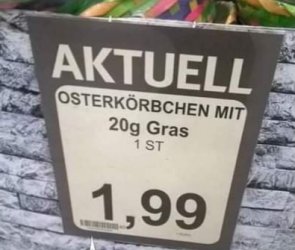 AKTUELL
OSTERKÖRBCHEN MIT
20g Gras
1 ST
1,99